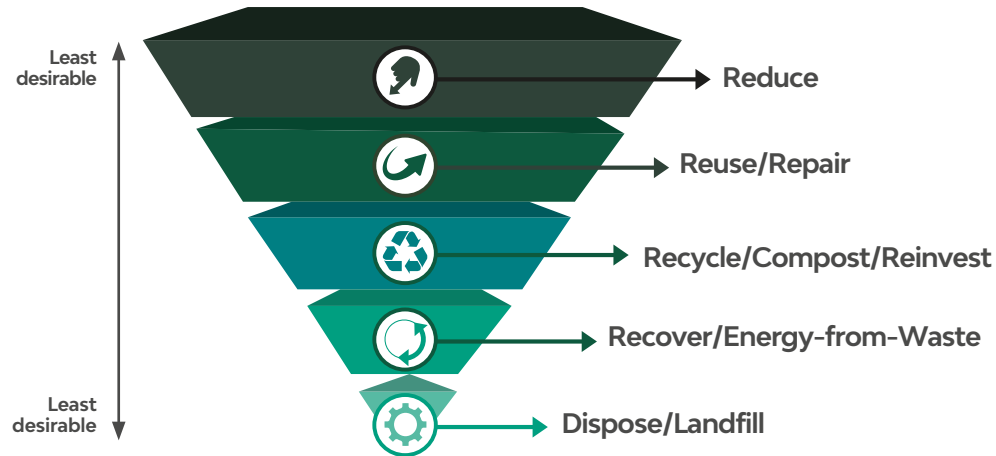 Least
desirable
Reduce
Reuse/Repair
Recycle/Compost/Reinvest
Recover/Energy-from-Waste
Least
desirable
Dispose/Landfill